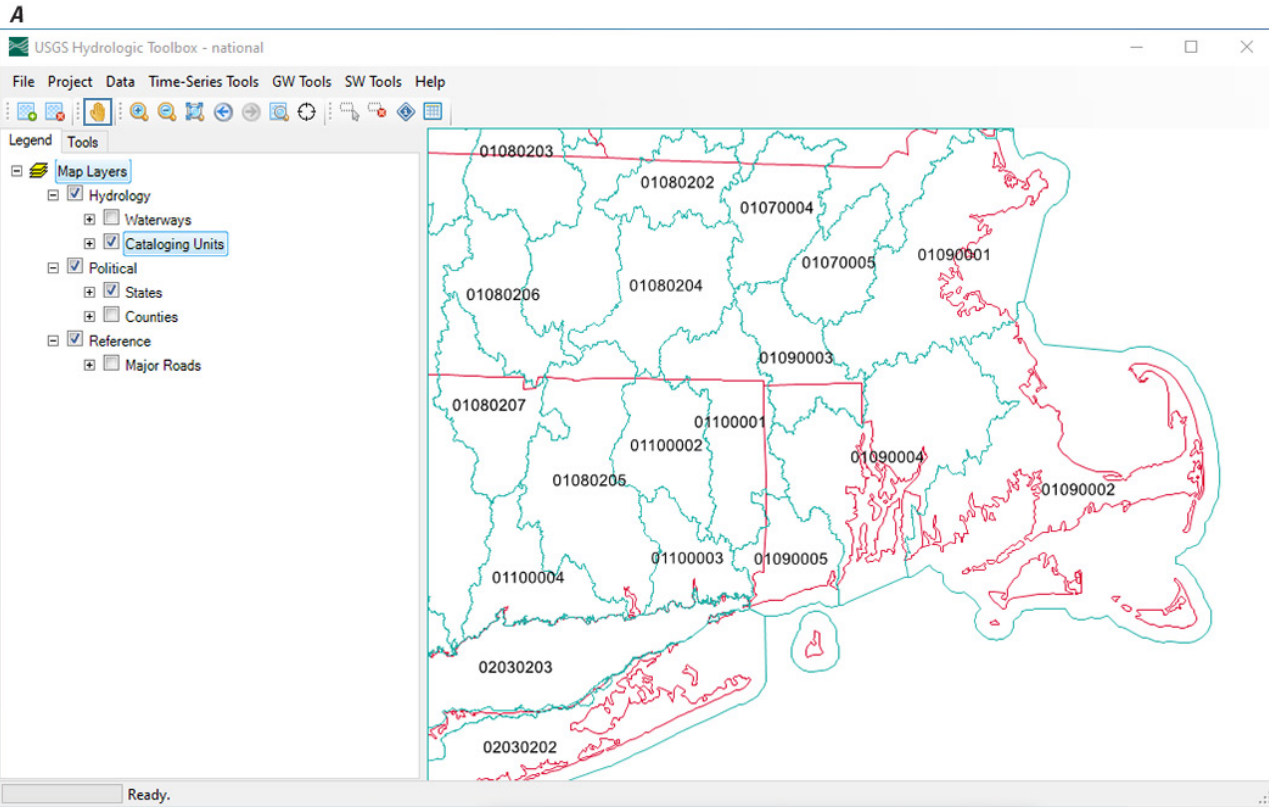 A
USGS Hydrologic Toolbox - national
File Project Data Time-Series Tools GW Tools SW Tools Help
Legend Tools
Map Layers
Hydrology
Waterways
Cataloging Units
Political
States
Counties
Reference
Major Roads
01080203
01080202
01070004
01090001
01070005
01080204
01080206
01090003
01080207
01100001
01100002
01090004
01080205
01090002
01100003
01090005
01100004
02030203
02030202
Ready.